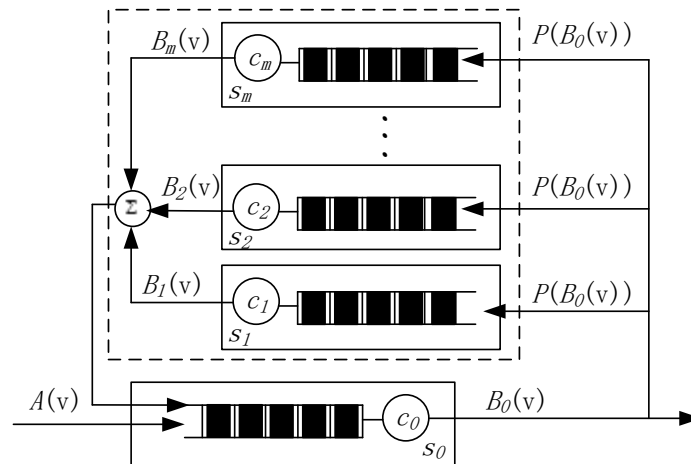 B_m(v) c_m P(B_0(v))
s_m
⋮
B_2(v) c_2 P(B_0(v))
Σ
s_2
B_1(v) c_1 P(B_0(v))
s_1
A(v) B_0(v)
c_0
s_0